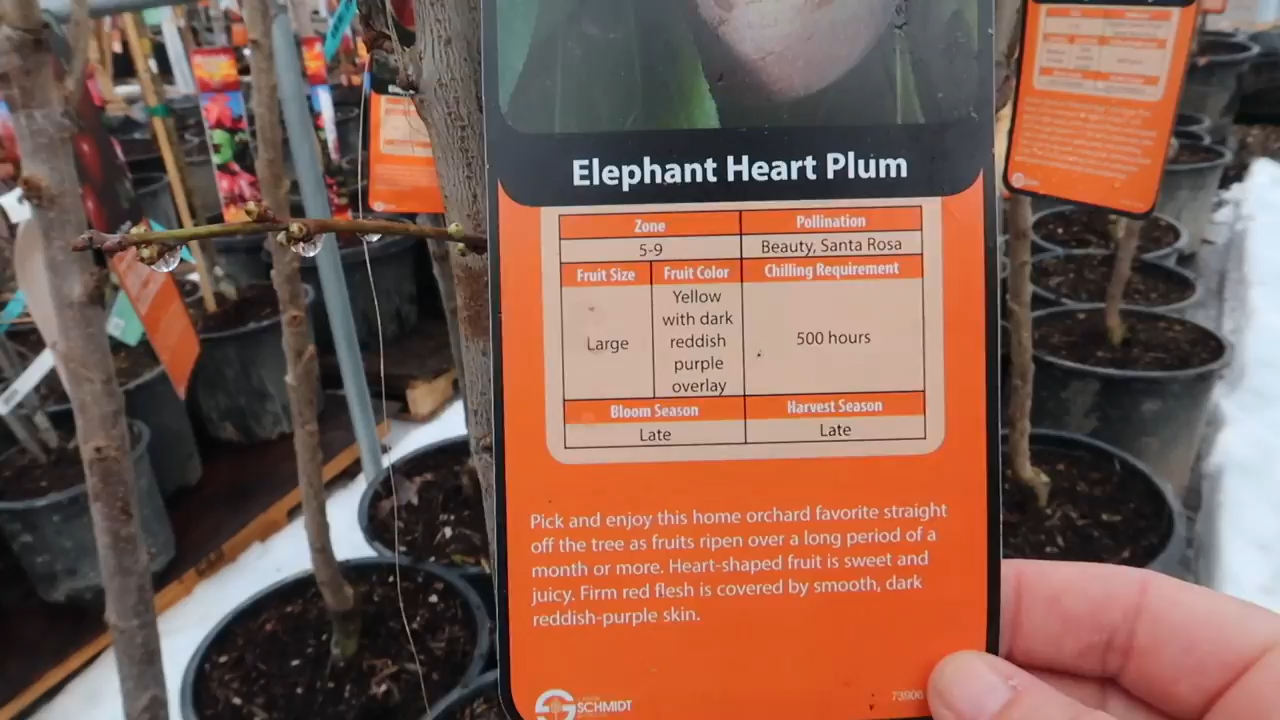 Elephant Heart Plum
Zone
Pollination
5-9
Beauty, Santa Rosa
Fruit Size
Fruit Color
Chilling Requirement
Large
Yellow
with dark
reddish
purple
overlay
500 hours
Bloom Season
Harvest Season
Late
Late
Pick and enjoy this home orchard favorite straight
off the tree as fruits ripen over a long period of a
month or more. Heart-shaped fruit is sweet and
juicy. Firm red flesh is covered by smooth, dark
reddish-purple skin.
SCHMIDT
73906